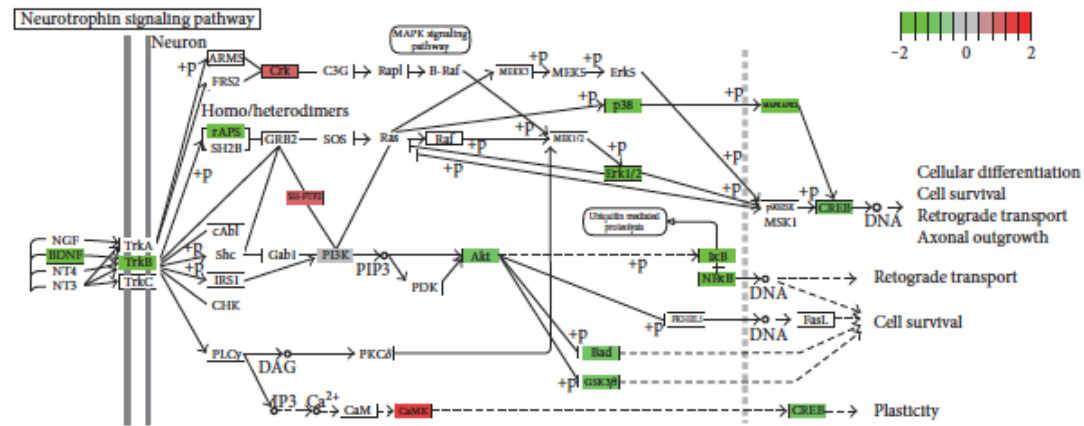 Neurotrophin signaling pathway
−2 0 2
MAPK signaling
pathway
Neuron
+p
ARMS
FRS2
Crk
C3G
Rap1
B-Raf
+p
MEKK3
+p
MEK5
+p
Erk5
Homo/heterodimers
rAPS
SH2B
GRB2
SOS
Ras
Raf
+p
+p
MEK1/2
+p
p38
+p
MAPKAPK2
+p
Erk1/2
+p
+p
+p
+p
SH-PTP2
p90RSK
MSK1
+p
CREB
DNA
Cellular differentiation
Cell survival
Retrograde transport
Axonal outgrowth
Ubiquitin mediated
proteolysis
NGF
BDNF
NT4
NT3
TrkA
TrkB
TrkC
cAbl
+p
Shc
Gab1
+p
IRS1
CHK
PI3K
PIP3
PDK
Akt
+p
IκB
NFκB
DNA
Retograde transport
+p
DNA
FasL
Cell survival
PLCγ
DAG
PKCδ
+p
Bad
+p
GSK3β
IP3
Ca2+
CaM
CaMK
CREB
Plasticity